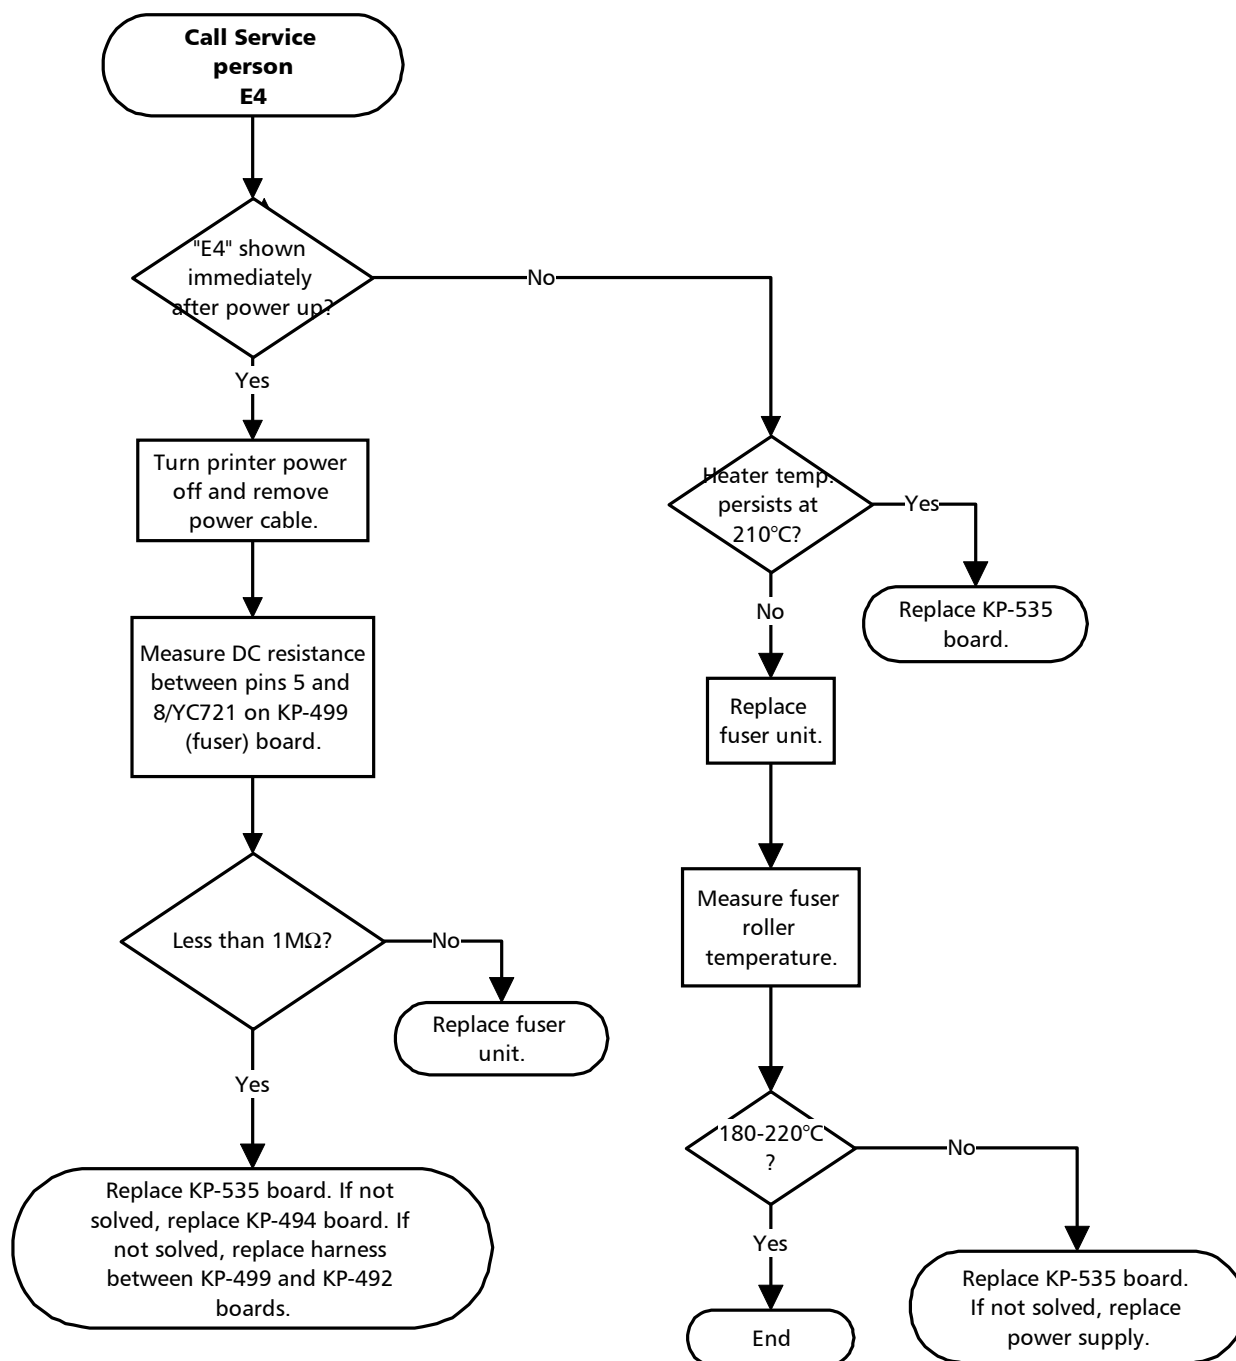 Call Service
person
E4
"E4" shown
immediately
after power up?
No
Yes
Turn printer power
off and remove
power cable.
Heater temp.
persists at
210°C?
Yes
Replace KP-535
board.
No
Measure DC resistance
between pins 5 and
8/YC721 on KP-499
(fuser) board.
Replace
fuser unit.
Measure fuser
roller
temperature.
Less than 1MΩ?
No
Replace fuser
unit.
Yes
180-220°C
?
No
Replace KP-535 board. If not
solved, replace KP-494 board. If
not solved, replace harness
between KP-499 and KP-492
boards.
Yes
Replace KP-535 board.
If not solved, replace
power supply.
End